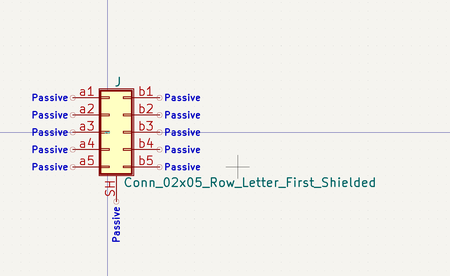 J
Passive a1 b1 Passive
Passive a2 b2 Passive
Passive a3 b3 Passive
Passive a4 b4 Passive
Passive a5 b5 Passive
SH
Conn_02x05_Row_Letter_First_Shielded
Passive